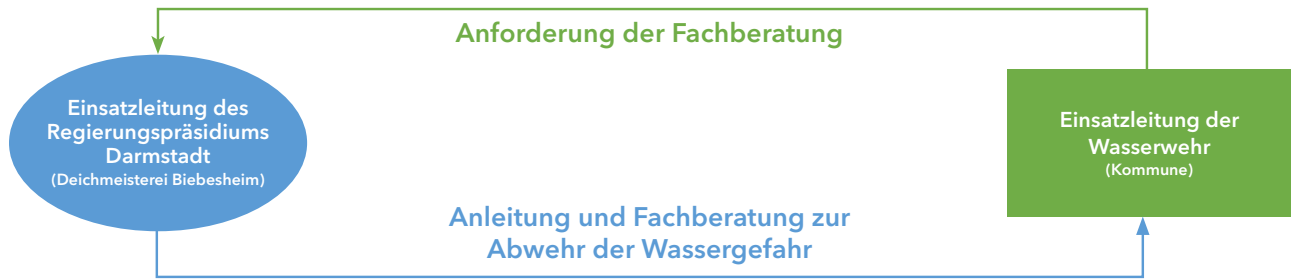 Anforderung der Fachberatung
Einsatzleitung des
Regierungspräsidiums
Darmstadt
(Deichmeisterei Biebesheim)
Einsatzleitung der
Wasserwehr
(Kommune)
Anleitung und Fachberatung zur
Abwehr der Wassergefahr